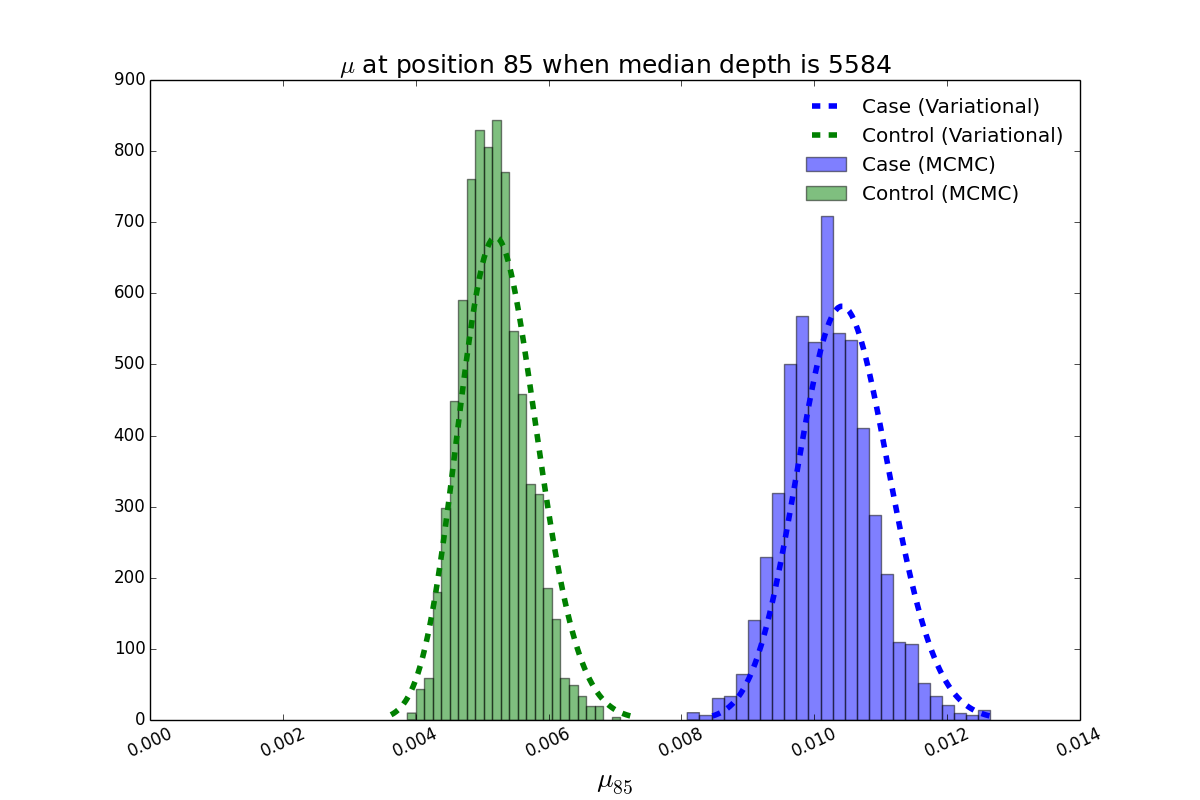 μ at position 85 when median depth is 5584
900
800
700
600
500
400
300
200
100
0
Case (Variational)
Control (Variational)
Case (MCMC)
Control (MCMC)
0.000 0.002 0.004 0.006 0.008 0.010 0.012 0.014
μ85